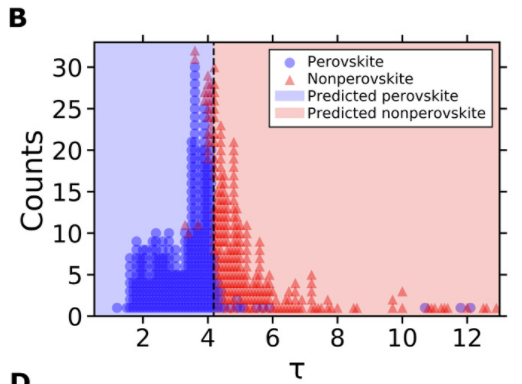 B
Counts
30
25
20
15
10
5
0
2 4 6 8 10 12
τ
Perovskite
Nonperovskite
Predicted perovskite
Predicted nonperovskite
D